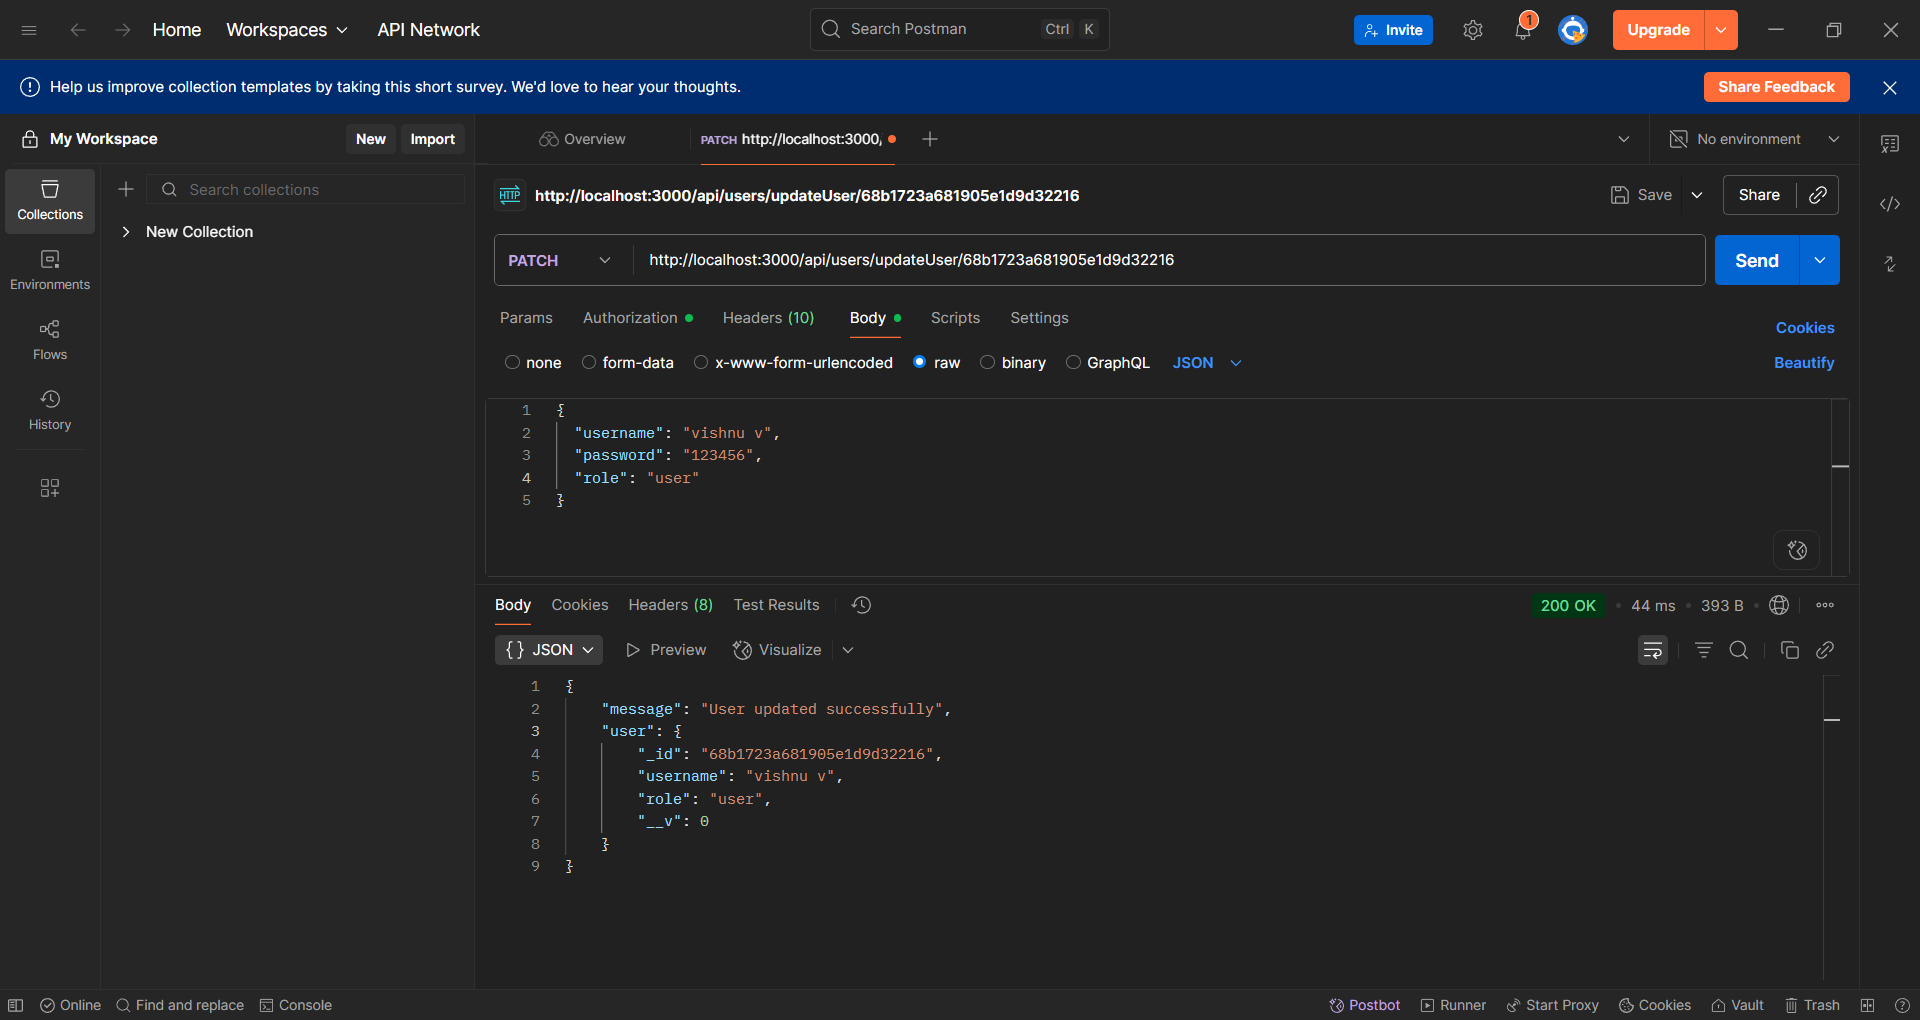 Home Workspaces API Network Search Postman Ctrl K Invite 1 Upgrade
Help us improve collection templates by taking this short survey. We'd love to hear your thoughts. Share Feedback
My Workspace New Import Overview PATCH http://localhost:3000/ No environment
Search collections
Collections
New Collection
Environments
Flows
History
HTTP http://localhost:3000/api/users/updateUser/68b1723a681905e1d9d32216 Save Share
PATCH http://localhost:3000/api/users/updateUser/68b1723a681905e1d9d32216 Send
Params Authorization Headers (10) Body Scripts Settings Cookies
none form-data x-www-form-urlencoded raw binary GraphQL JSON Beautify
1 {
2 "username": "vishnu v",
3 "password": "123456",
4 "role": "user"
5 }
Body Cookies Headers (8) Test Results 200 OK 44 ms 393 B
{} JSON Preview Visualize
1 {
2 "message": "User updated successfully",
3 "user": {
4 "_id": "68b1723a681905e1d9d32216",
5 "username": "vishnu v",
6 "role": "user",
7 "__v": 0
8 }
9 }
Online Find and replace Console Postbot Runner Start Proxy Cookies Vault Trash